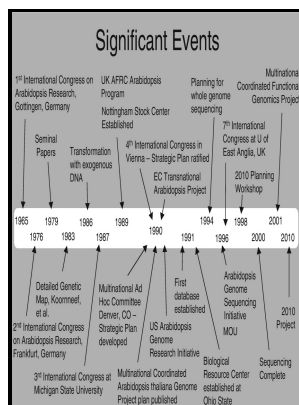 Significant Events
1st International Congress
on Arabidopsis Research,
Gottingen, Germany
UK AFRC Arabidopsis
Program
Nottingham Stock Center
Established
Planning for
whole genome
sequencing
Multinational
Coordinated Functional
Genomics Project
Seminal
Papers
Transformation
with exogenous
DNA
4th International Congress in
Vienna – Strategic Plan ratified
EC Transnational
Arabidopsis Project
7th
International
Congress at U of
East Anglia, UK
2010 Planning
Workshop
1965
1979
1986
1989
1990
1994
1998
2001
1976
1983
1987
1991
1996
2000
2010
Detailed Genetic
Map, Koornneef,
et al.
2nd International Congress
on Arabidopsis Research,
Frankfurt, Germany
3rd International Congress at
Michigan State University
Multinational Ad
Hoc Committee
Denver, CO –
Strategic Plan
developed
Multinational Coordinated
Arabidopsis thaliana Genome
Project plan published
US Arabidopsis
Genome
Research Initiative
First
database
established
Biological
Resource Center
established at
Ohio State
Arabidopsis
Genome
Sequencing
Initiative
MOU
Sequencing
Complete
2010
Project